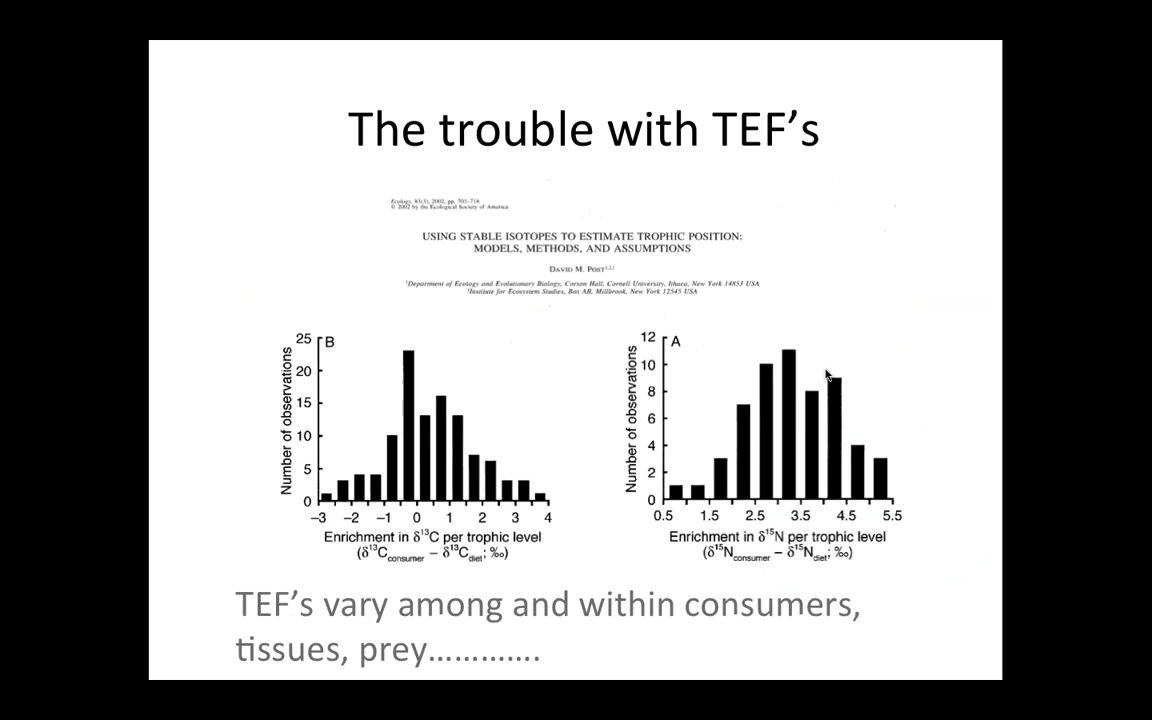 The trouble with TEF's
Ecology, 83(3), 2002, pp. 703–718
© 2002 by the Ecological Society of America
USING STABLE ISOTOPES TO ESTIMATE TROPHIC POSITION:
MODELS, METHODS, AND ASSUMPTIONS
DAVID M. POST
1Department of Ecology and Evolutionary Biology, Corson Hall, Cornell University, Ithaca, New York 14853 USA
2Institute for Ecosystem Studies, Box AB, Millbrook, New York 12545 USA
B
Number of observations
25
20
15
10
5
0
–3 –2 –1 0 1 2 3 4
Enrichment in δ13C per trophic level
(δ13Cconsumer – δ13Cdiet; ‰)
A
Number of observations
12
10
8
6
4
2
0
0.5 1.5 2.5 3.5 4.5 5.5
Enrichment in δ15N per trophic level
(δ15Nconsumer – δ15Ndiet; ‰)
TEF's vary among and within consumers,
tissues, prey………….